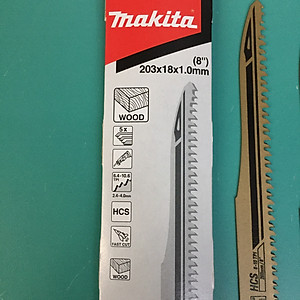 makita
(8")
203x18x1.0mm
WOOD
5x
6.4-10.6
TPI
2.4-4.0mm
HCS
FAST CUT
WOOD
HCS